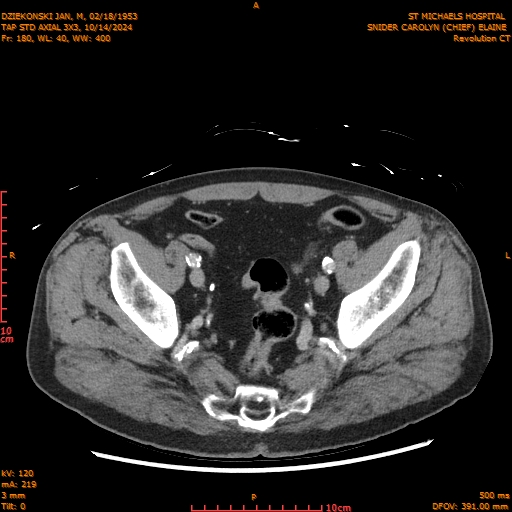 A
DZIEKONSKI JAN, M, 02/18/1953
TAP STD AXIAL 3X3, 10/14/2024
Fr: 180, WL: 40, WW: 400
ST MICHAELS HOSPITAL
SNIDER CAROLYN (CHIEF) ELAINE
Revolution CT
R
L
10
cm
kV: 120
mA: 219
3 mm
Tilt: 0
P
10cm
500 ms
DFOV: 391.00 mm